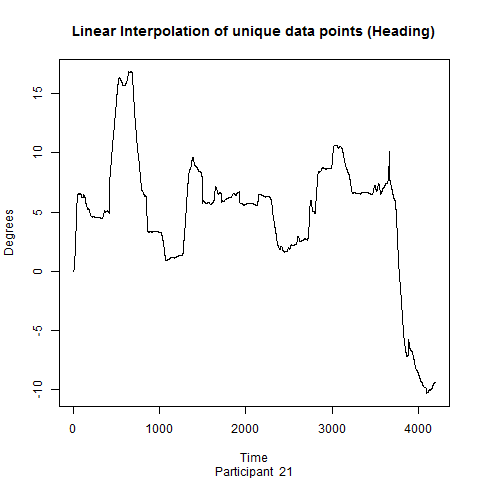 Linear Interpolation of unique data points (Heading)
15
10
5
0
-5
-10
Degrees
0 1000 2000 3000 4000
Time
Participant 21